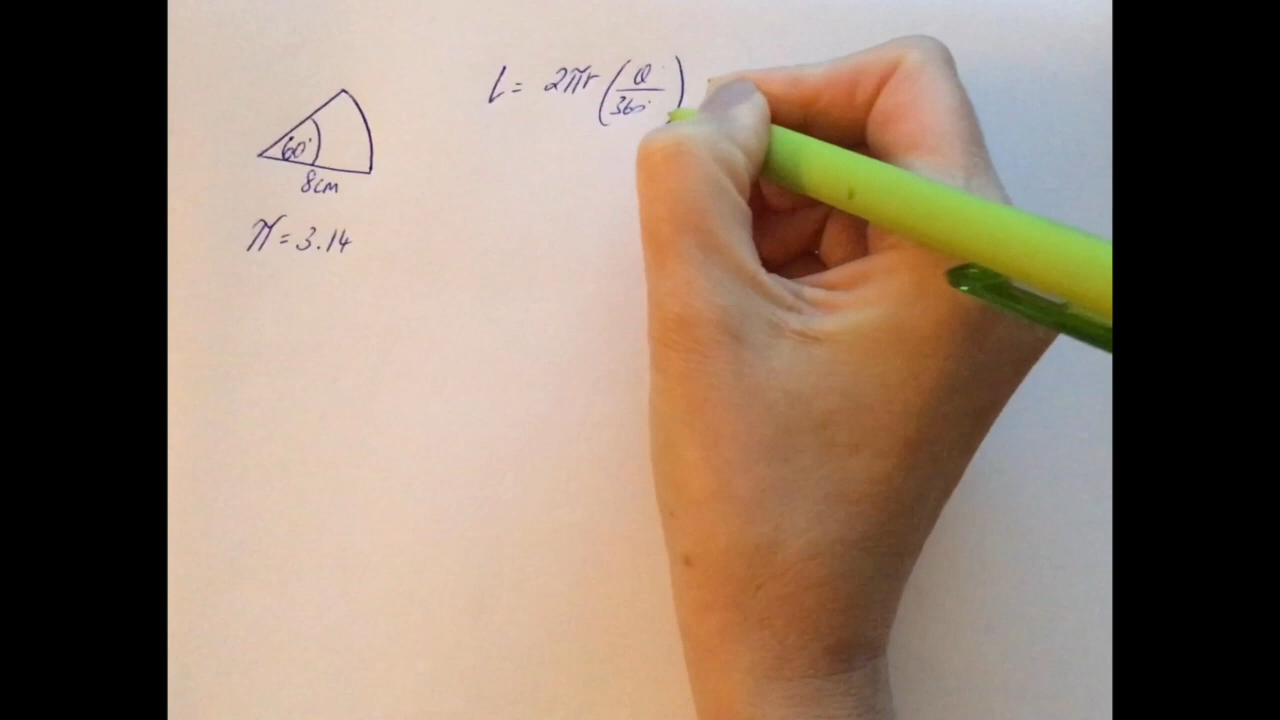 L = 2πr (θ/360°)
60°
8cm
π = 3.14